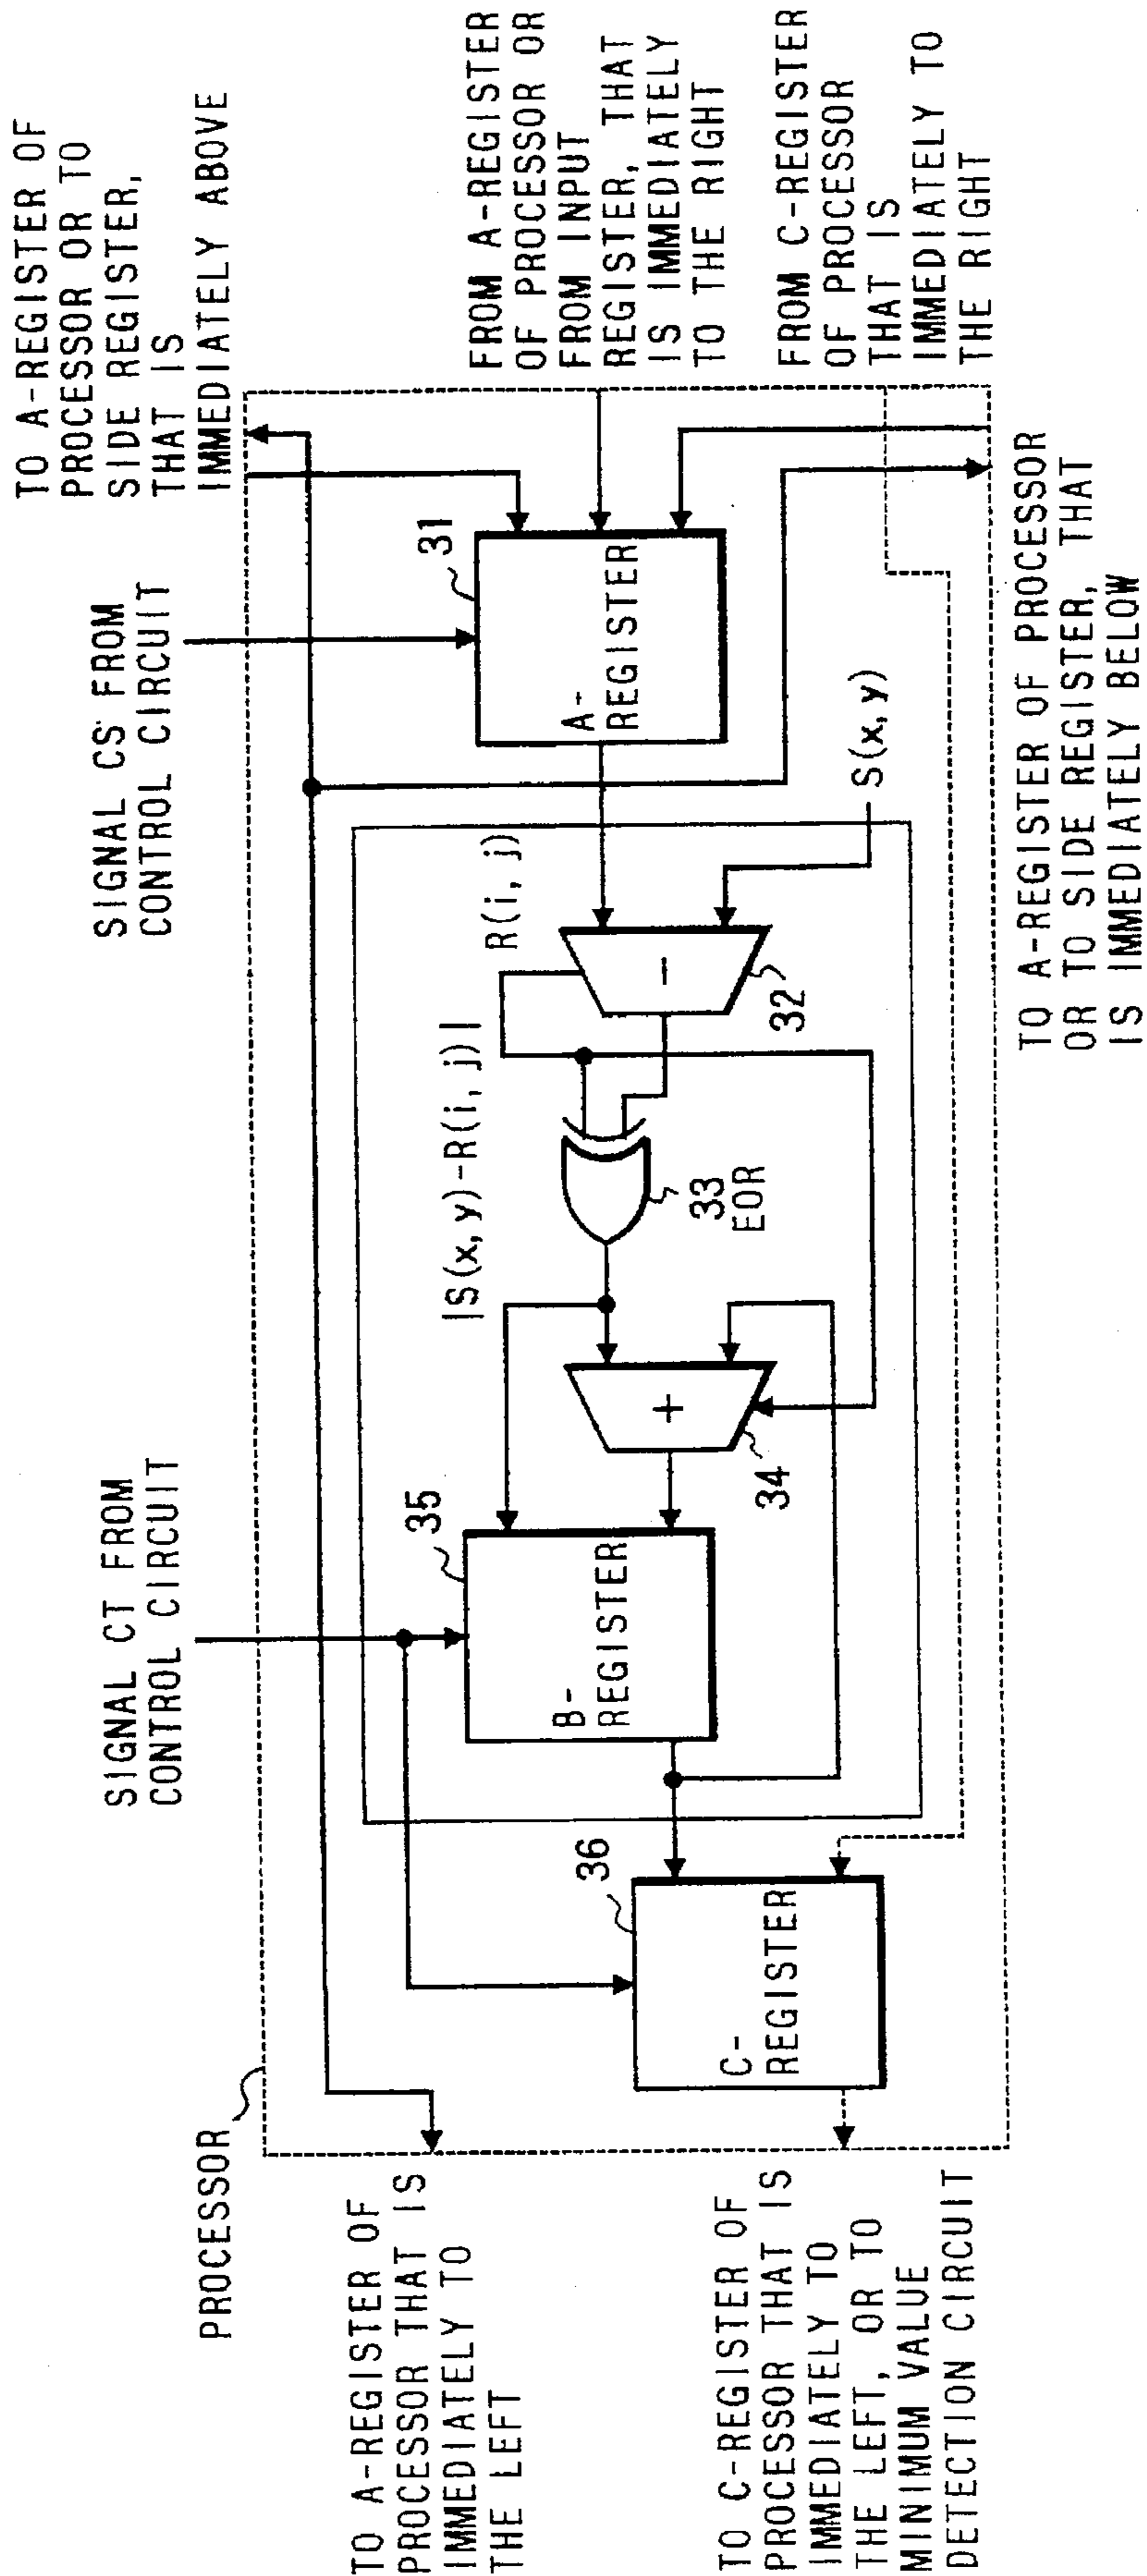 TO A-REGISTER OF
PROCESSOR OR TO
SIDE REGISTER,
THAT IS
IMMEDIATELY ABOVE
SIGNAL CS FROM
CONTROL CIRCUIT
SIGNAL CT FROM
CONTROL CIRCUIT
PROCESSOR
FROM A-REGISTER
OF PROCESSOR OR
FROM INPUT
REGISTER, THAT
IS IMMEDIATELY
TO THE RIGHT
FROM C-REGISTER
OF PROCESSOR
THAT IS
IMMEDIATELY TO
THE RIGHT
31
A-
REGISTER
R(i, j)
S(x, y)
32
|S(x, y)-R(i, j)|
33
EOR
34
35
B-
REGISTER
36
C-
REGISTER
−
+
TO A-REGISTER OF PROCESSOR
OR TO SIDE REGISTER, THAT
IS IMMEDIATELY BELOW
TO A-REGISTER OF
PROCESSOR THAT IS
IMMEDIATELY TO
THE LEFT
TO C-REGISTER OF
PROCESSOR THAT IS
IMMEDIATELY TO
THE LEFT, OR TO
MINIMUM VALUE
DETECTION CIRCUIT